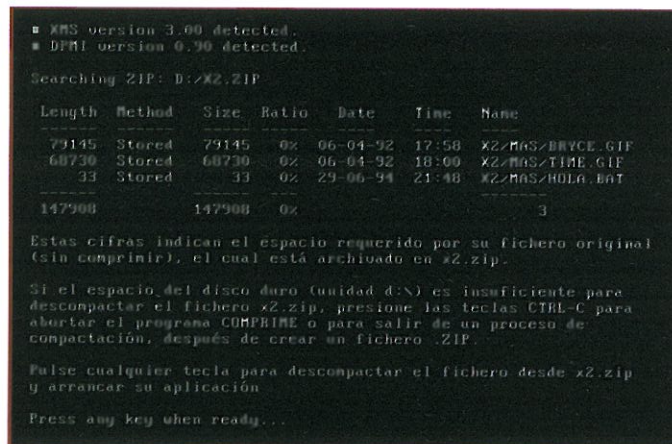 XMS version 3.00 detected.
DPMI version 0.90 detected.
Searching ZIP: D:/X2.ZIP
Length Method Size Ratio Date Time Name
79145 Stored 79145 0% 06-04-92 17:58 X2/MAS/BRYCE.GIF
68730 Stored 68730 0% 06-04-92 18:00 X2/MAS/TIME.GIF
33 Stored 33 0% 29-06-94 21:48 X2/MAS/HOLA.BAT
147908 147908 0% 3
Estas cifras indican el espacio requerido por su fichero original
(sin comprimir), el cual está archivado en x2.zip.
Si el espacio del disco duro (unidad d:\) es insuficiente para
descompactar el fichero x2.zip, presione las teclas CTRL-C para
abortar el programa COMPRIME o para salir de un proceso de
compactación, después de crear un fichero .ZIP.
Pulse cualquier tecla para descompactar el fichero desde x2.zip
y arrancar su aplicación
Press any key when ready...